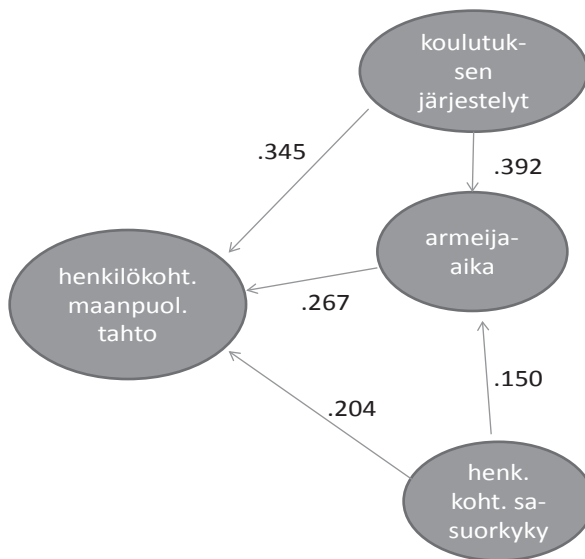 koulutuk-
sen
järjestelyt
.345
.392
armeija-
aika
henkilökoht.
maanpuol.
tahto
.267
.150
.204
henk.
koht. sa-
suorkyky